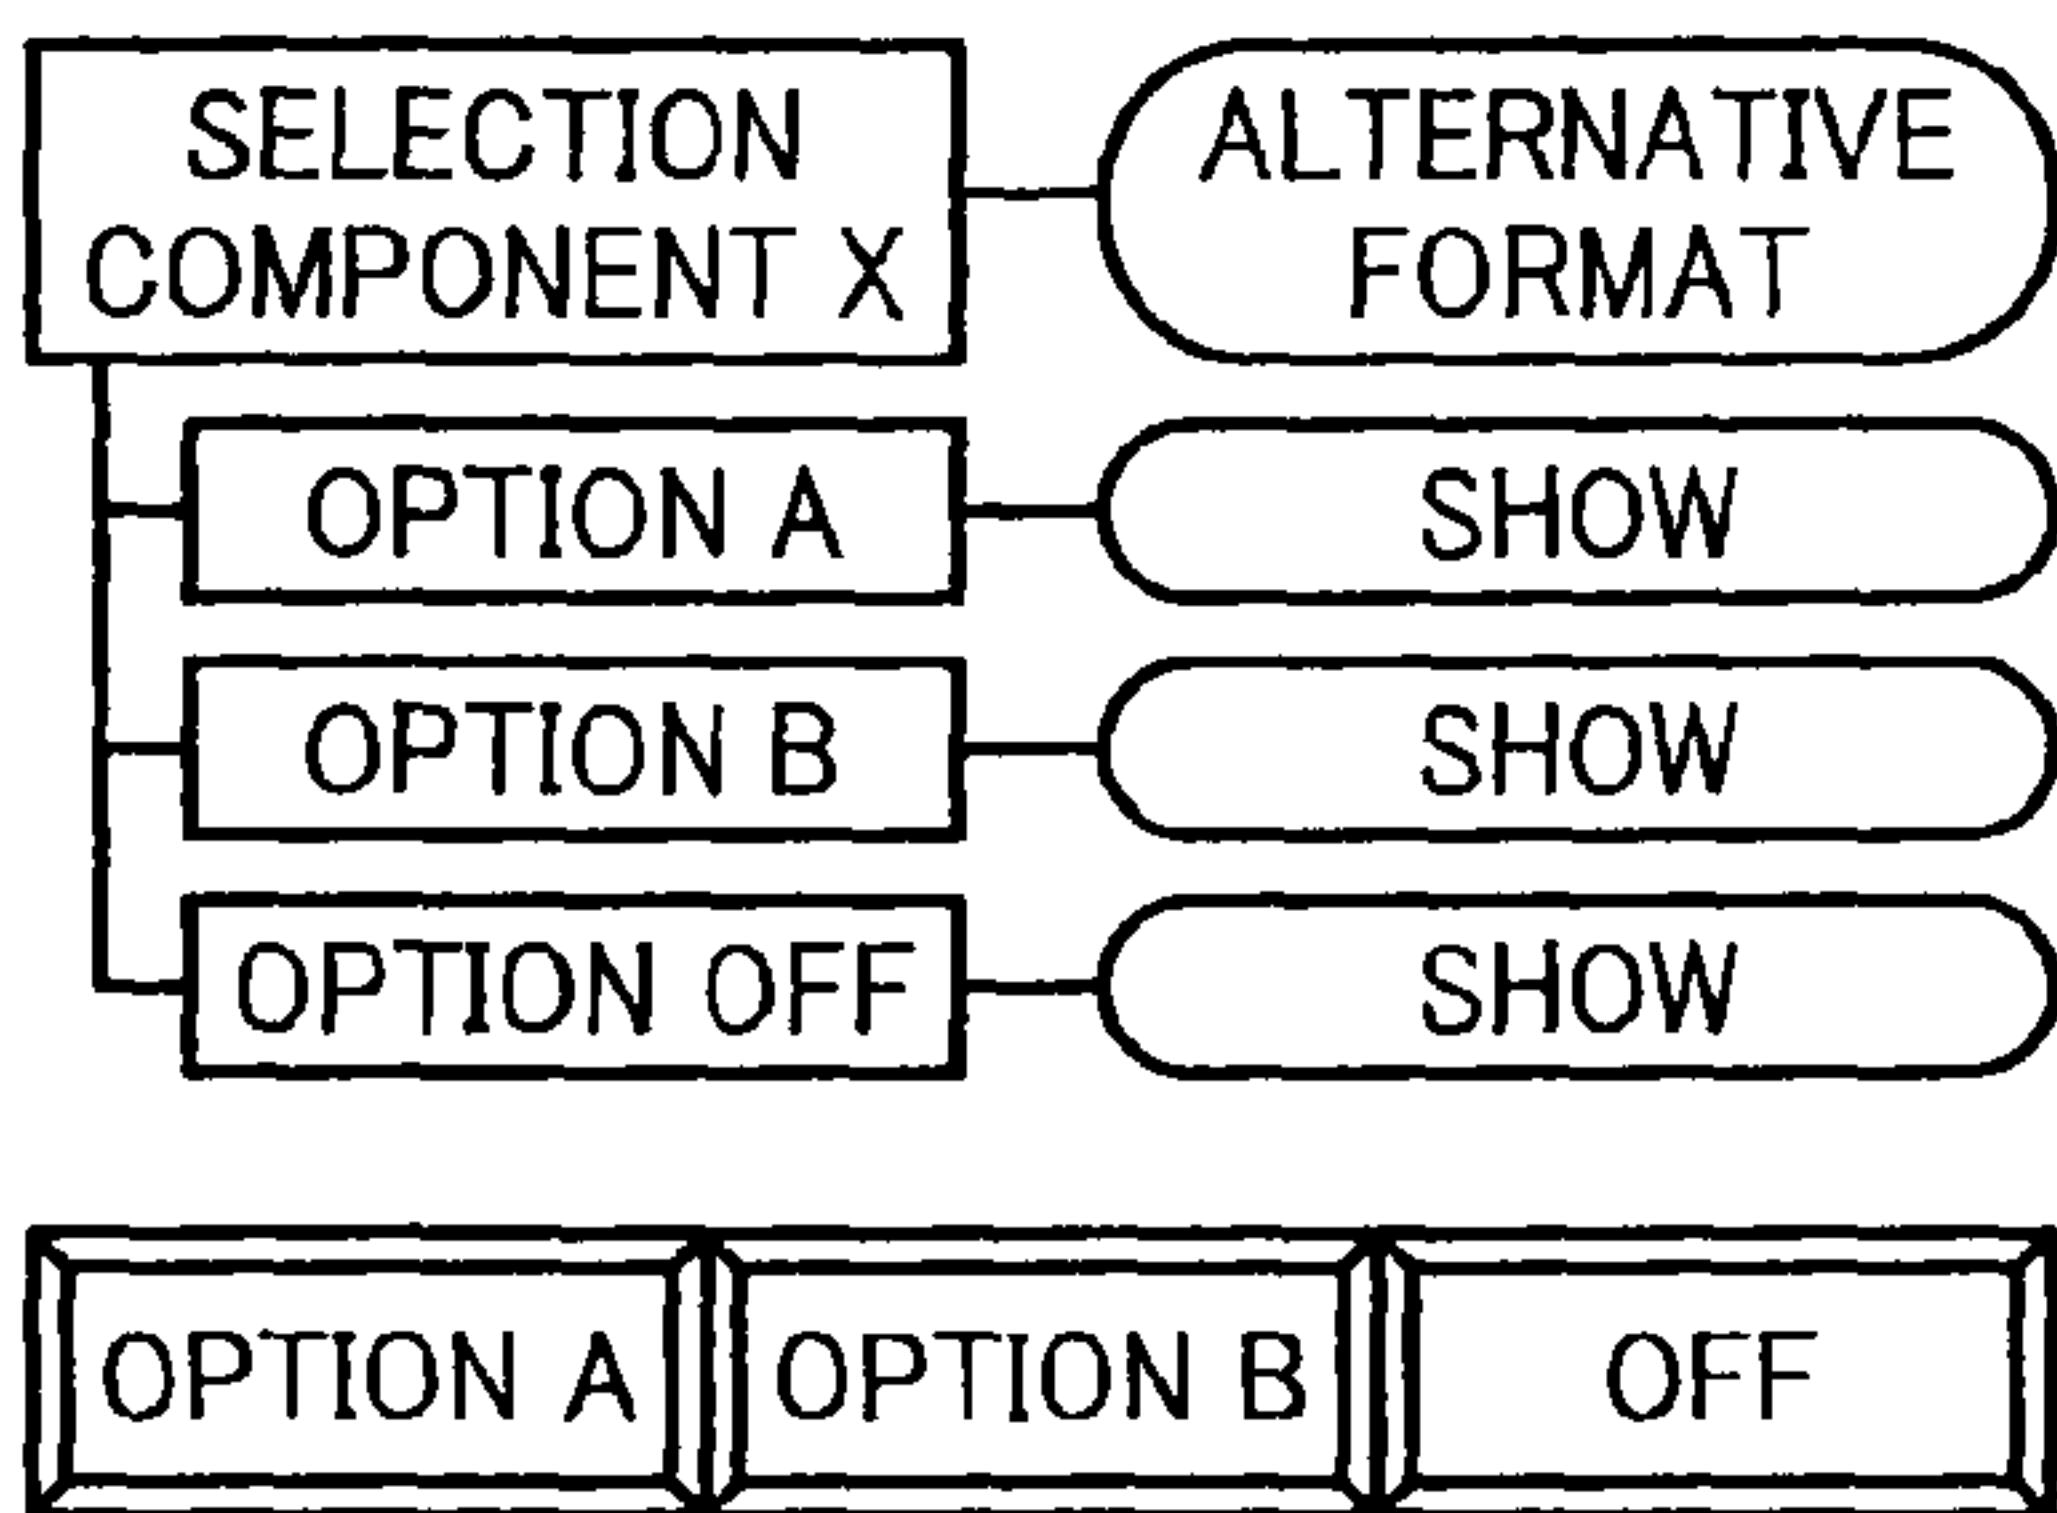 SELECTION
COMPONENT X
ALTERNATIVE
FORMAT
OPTION A
SHOW
OPTION B
SHOW
OPTION OFF
SHOW
OPTION A
OPTION B
OFF